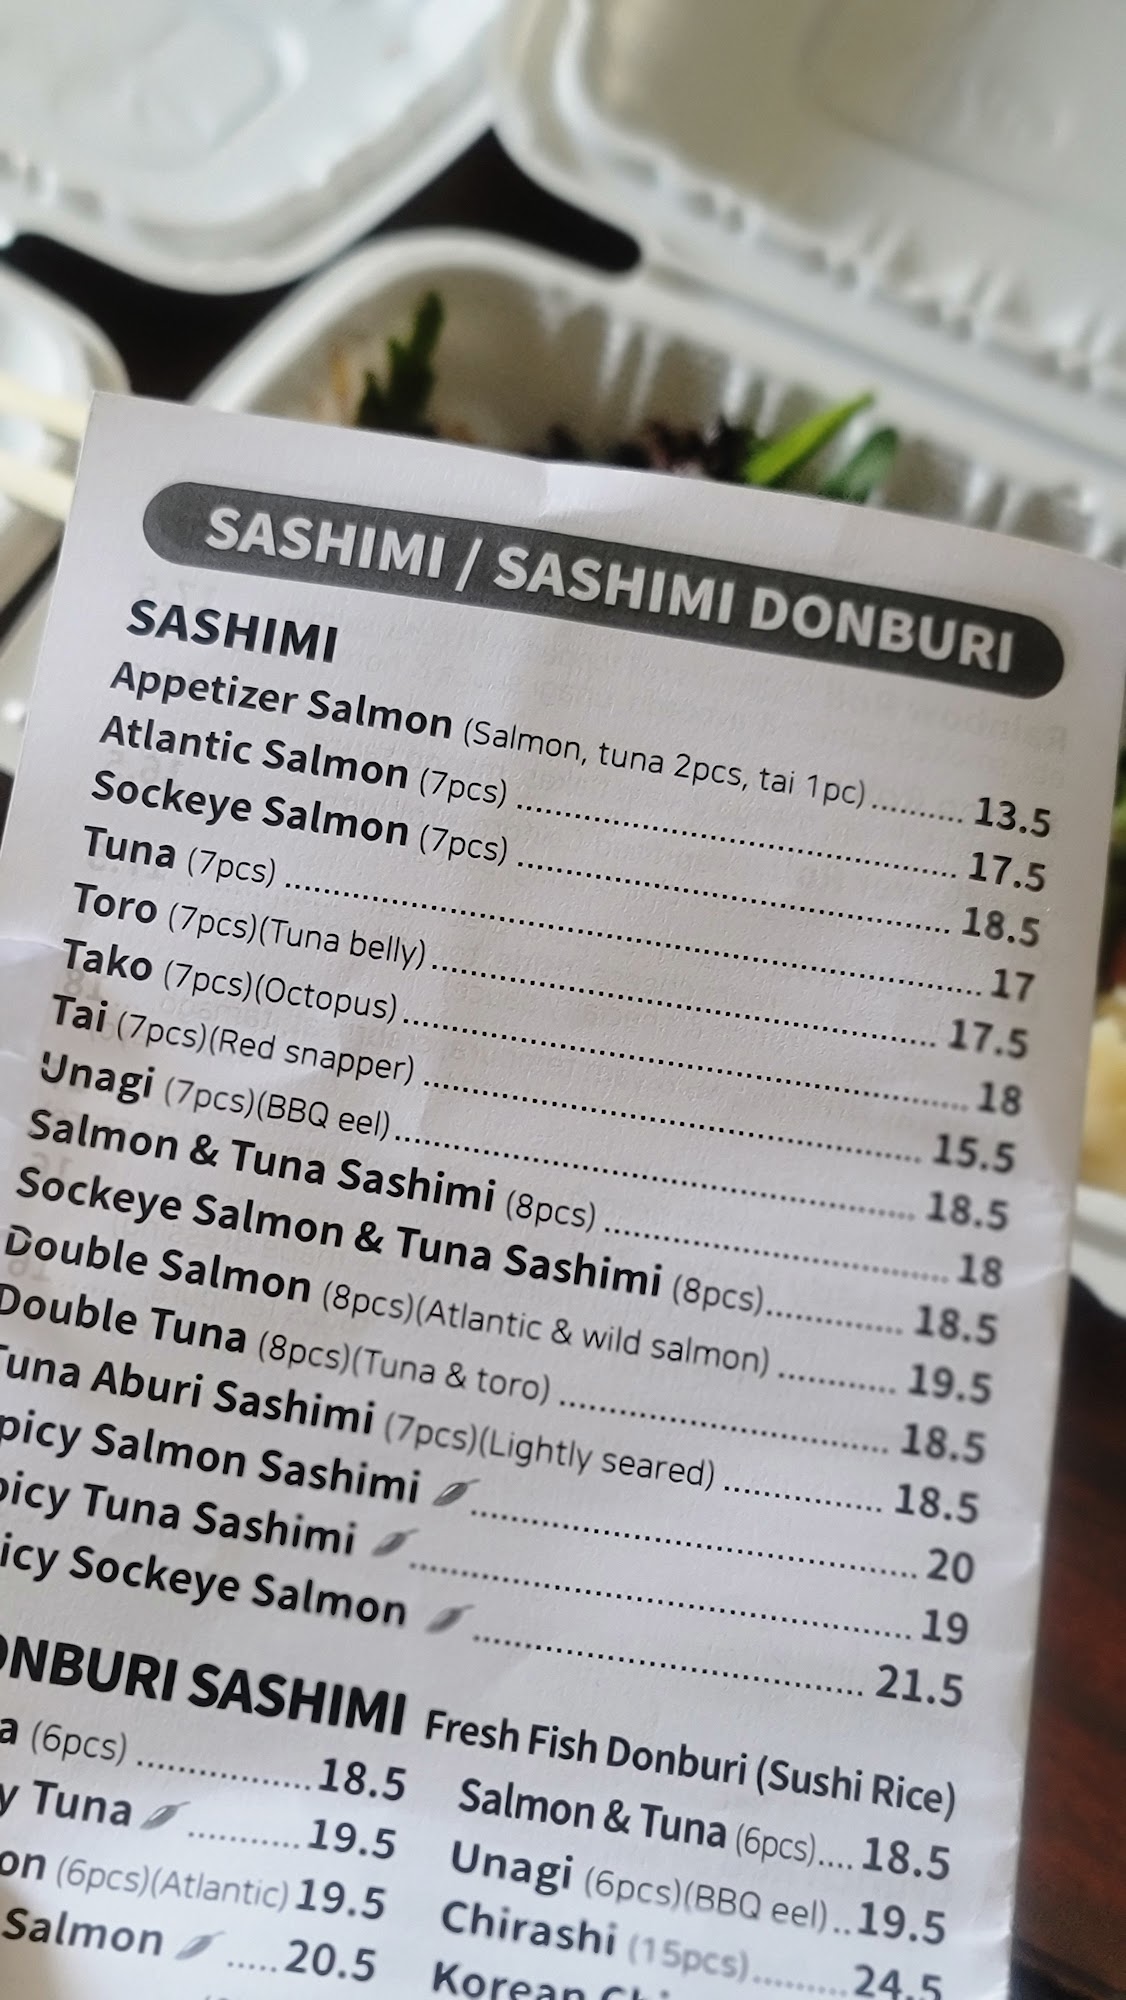 SASHIMI / SASHIMI DONBURI
SASHIMI
Appetizer Salmon (Salmon, tuna 2pcs, tai 1pc) .......... 13.5
Atlantic Salmon (7pcs) .......... 17.5
Sockeye Salmon (7pcs) .......... 18.5
Tuna (7pcs) .......... 17
Toro (7pcs)(Tuna belly) .......... 17.5
Tako (7pcs)(Octopus) .......... 18
Tai (7pcs)(Red snapper) .......... 15.5
Unagi (7pcs)(BBQ eel) .......... 18.5
Salmon & Tuna Sashimi (8pcs) .......... 18
Sockeye Salmon & Tuna Sashimi (8pcs) .......... 18.5
Double Salmon (8pcs)(Atlantic & wild salmon) .......... 19.5
Double Tuna (8pcs)(Tuna & toro) .......... 18.5
Tuna Aburi Sashimi (7pcs)(Lightly seared) .......... 18.5
picy Salmon Sashimi .......... 20
picy Tuna Sashimi .......... 19
icy Sockeye Salmon .......... 21.5
ONBURI SASHIMI Fresh Fish Donburi (Sushi Rice)
a (6pcs) .......... 18.5
y Tuna .......... 19.5
on (6pcs)(Atlantic) 19.5
Salmon ..... 20.5
Salmon & Tuna (6pcs).... 18.5
Unagi (6pcs)(BBQ eel)..19.5
Chirashi (15pcs).......... 24.5
Korean